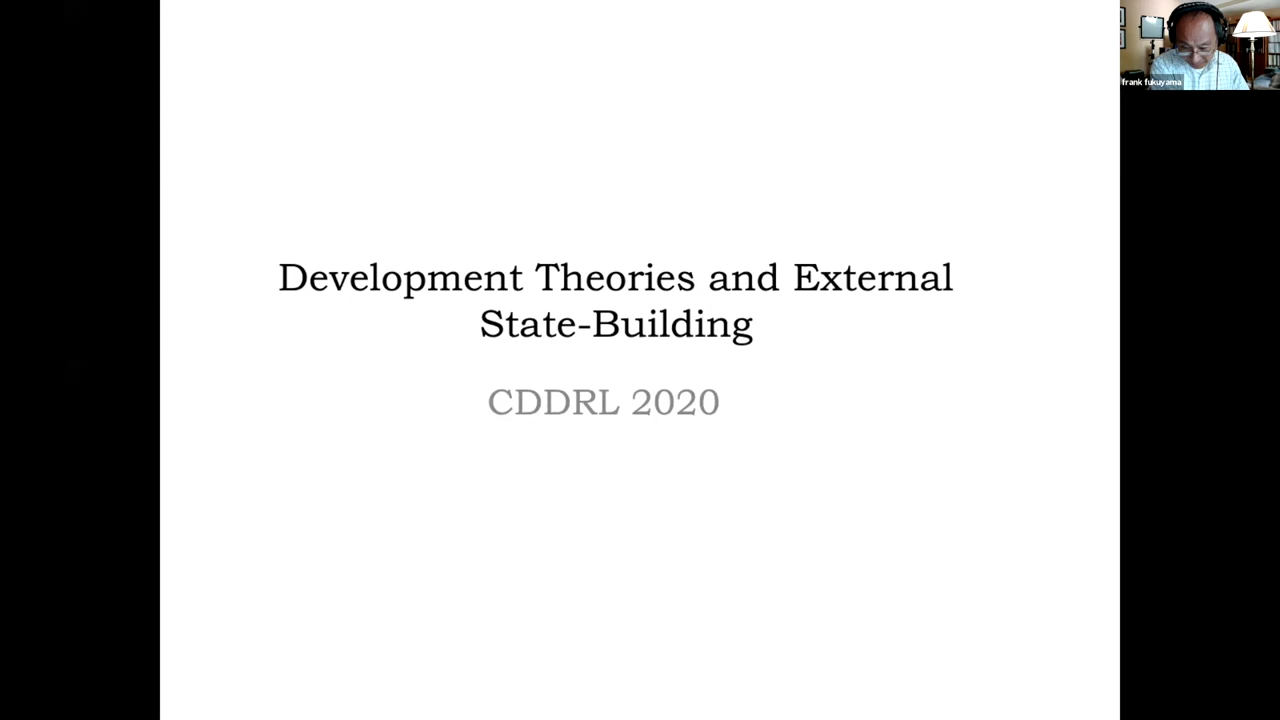 frank fukuyama
Development Theories and External
State-Building
CDDRL 2020